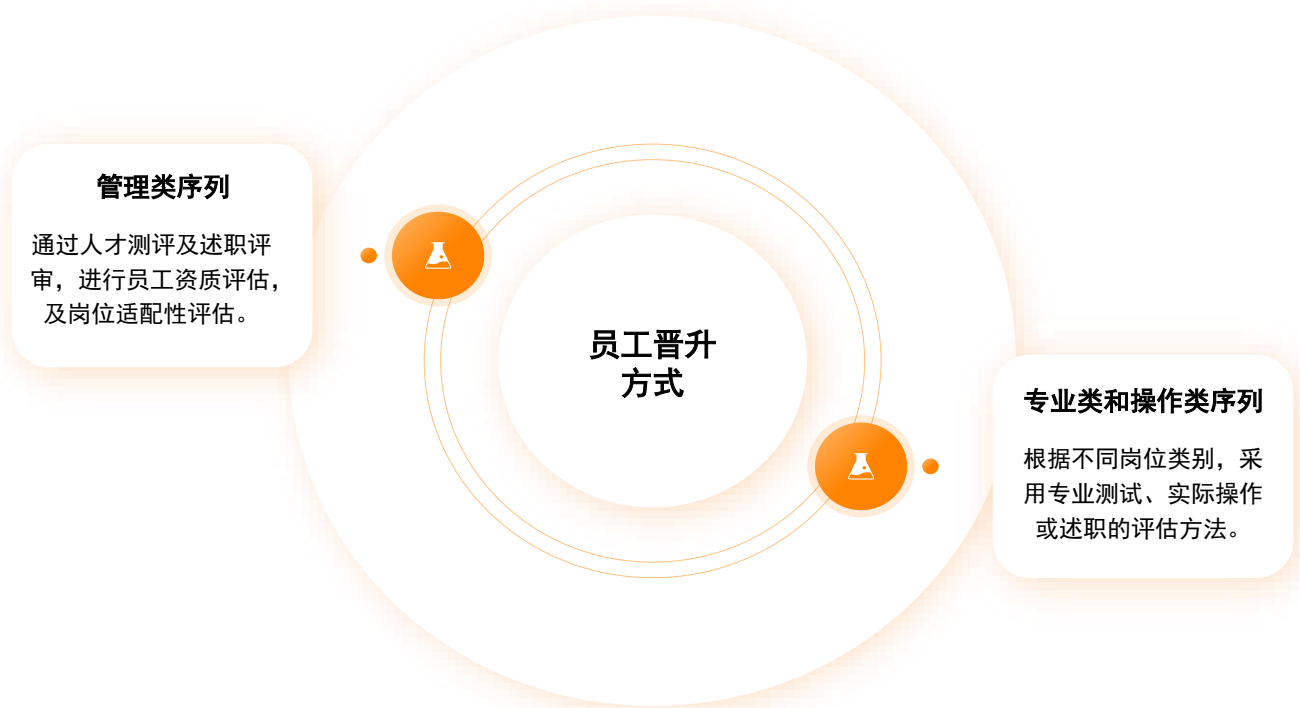 管理类序列
通过人才测评及述职评
审，进行员工资质评估，
及岗位适配性评估。
员工晋升
方式
专业类和操作类序列
根据不同岗位类别，采
用专业测试、实际操作
或述职的评估方法。